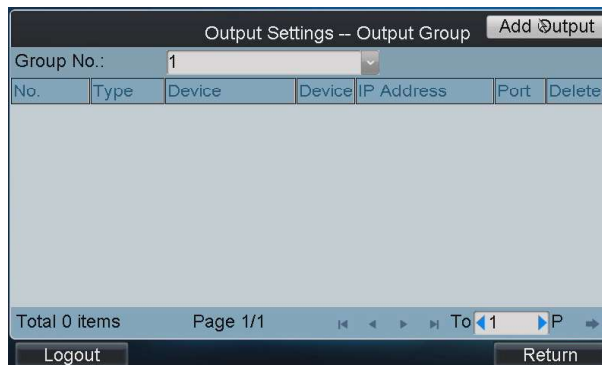 Output Settings -- Output Group Add Output
Group No.: 1
No. Type Device Device IP Address Port Delete
Total 0 items Page 1/1 To 1 P
Logout Return